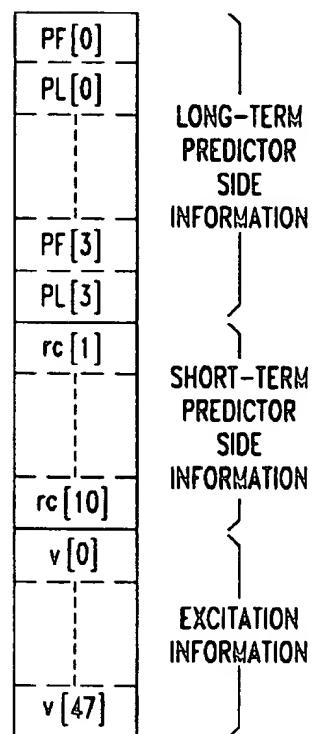 PF[0]
PL[0]
PF[3]
PL[3]
LONG-TERM
PREDICTOR
SIDE
INFORMATION
rc[1]
rc[10]
SHORT-TERM
PREDICTOR
SIDE
INFORMATION
v[0]
v[47]
EXCITATION
INFORMATION